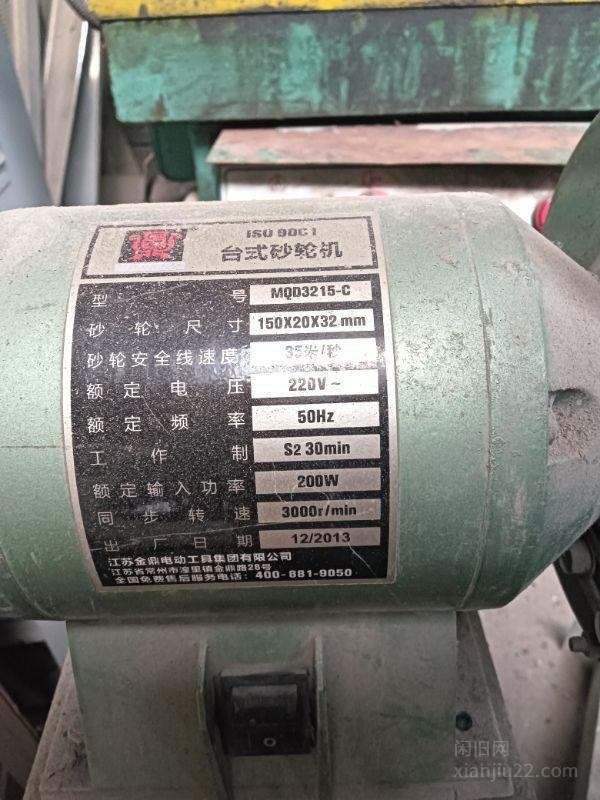 ISO 9001
台式砂轮机
型号 MQD3215-C
砂轮尺寸 150X20X32 mm
砂轮安全线速度 35米/秒
额定电压 220V~
额定频率 50Hz
工作制 S2 30min
额定输入功率 200W
同步转速 3000r/min
出厂日期 12/2013
江苏金鼎电动工具集团有限公司
江苏省常州市湟里镇金鼎路28号
全国免费售后服务电话：400-881-9050
闲旧网
xianjiu22.com